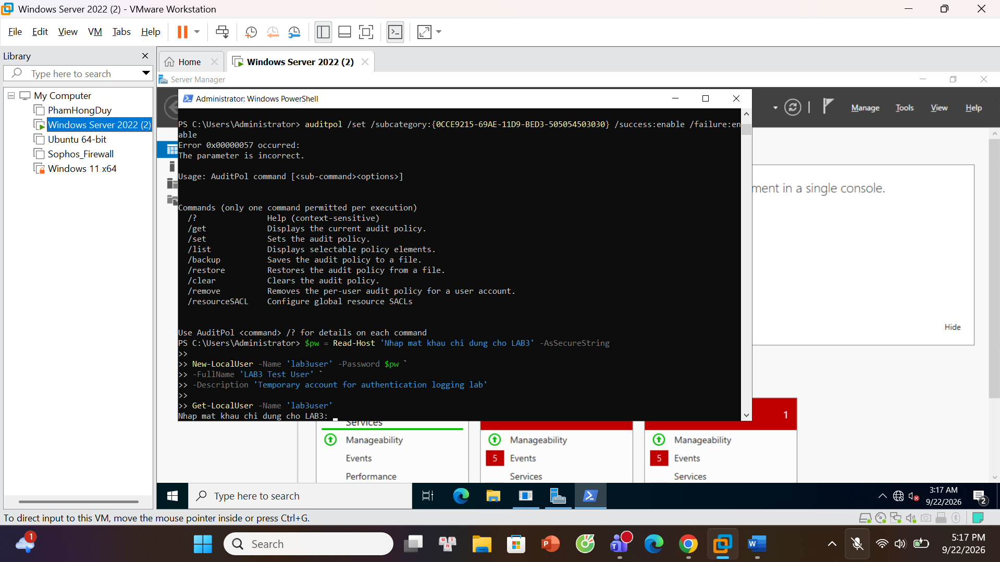 Windows Server 2022 (2) - VMware Workstation
File Edit View VM Tabs Help
Library
Type here to search
My Computer
PhamHongDuy
Windows Server 2022 (2)
Ubuntu 64-bit
Sophos_Firewall
Windows 11 x64
Home
Windows Server 2022 (2)
Server Manager
Manage Tools View Help
Administrator: Windows PowerShell
PS C:\Users\Administrator> auditpol /set /subcategory:{0CCE9215-69AE-11D9-BED3-505054503030} /success:enable /failure:en
able
Error 0x00000057 occurred:
The parameter is incorrect.
Usage: AuditPol command [<sub-command><options>]
Commands (only one command permitted per execution)
/? Help (context-sensitive)
/get Displays the current audit policy.
/set Sets the audit policy.
/list Displays selectable policy elements.
/backup Saves the audit policy to a file.
/restore Restores the audit policy from a file.
/clear Clears the audit policy.
/remove Removes the per-user audit policy for a user account.
/resourceSACL Configure global resource SACLs
Use AuditPol <command> /? for details on each command
PS C:\Users\Administrator> $pw = Read-Host 'Nhap mat khau chi dung cho LAB3' -AsSecureString
>>
>> New-LocalUser -Name 'lab3user' -Password $pw `
>> -FullName 'LAB3 Test User' `
>> -Description 'Temporary account for authentication logging lab'
>>
>> Get-LocalUser -Name 'lab3user'
Nhap mat khau chi dung cho LAB3:
ment in a single console.
Hide
1
Services
Manageability
Events
Performance
Manageability
5 Events
Services
Manageability
5 Events
Services
Type here to search
3:17 AM
9/22/2026
2
To direct input to this VM, move the mouse pointer inside or press Ctrl+G.
1
Search
5:17 PM
9/22/2026